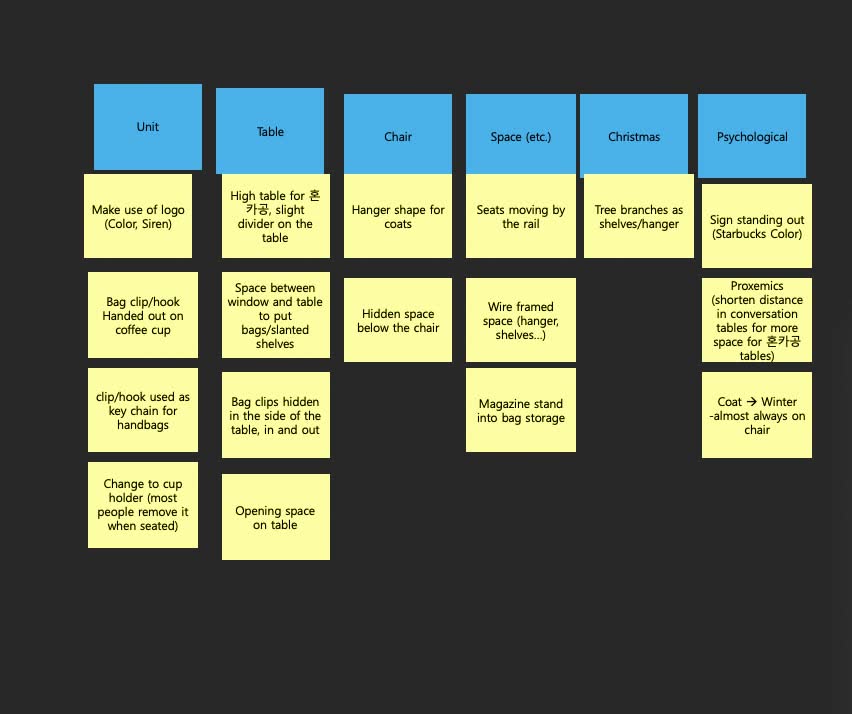 Unit
Table
Chair
Space (etc.)
Christmas
Psychological
Make use of logo
(Color, Siren)
High table for 혼
카공, slight
divider on the
table
Hanger shape for
coats
Seats moving by
the rail
Tree branches as
shelves/hanger
Sign standing out
(Starbucks Color)
Bag clip/hook
Handed out on
coffee cup
Space between
window and table
to put
bags/slanted
shelves
Hidden space
below the chair
Wire framed
space (hanger,
shelves...)
Proxemics
(shorten distance
in conversation
tables for more
space for 혼카공
tables)
clip/hook used as
key chain for
handbags
Bag clips hidden
in the side of the
table, in and out
Magazine stand
into bag storage
Coat → Winter
-almost always on
chair
Change to cup
holder (most
people remove it
when seated)
Opening space
on table